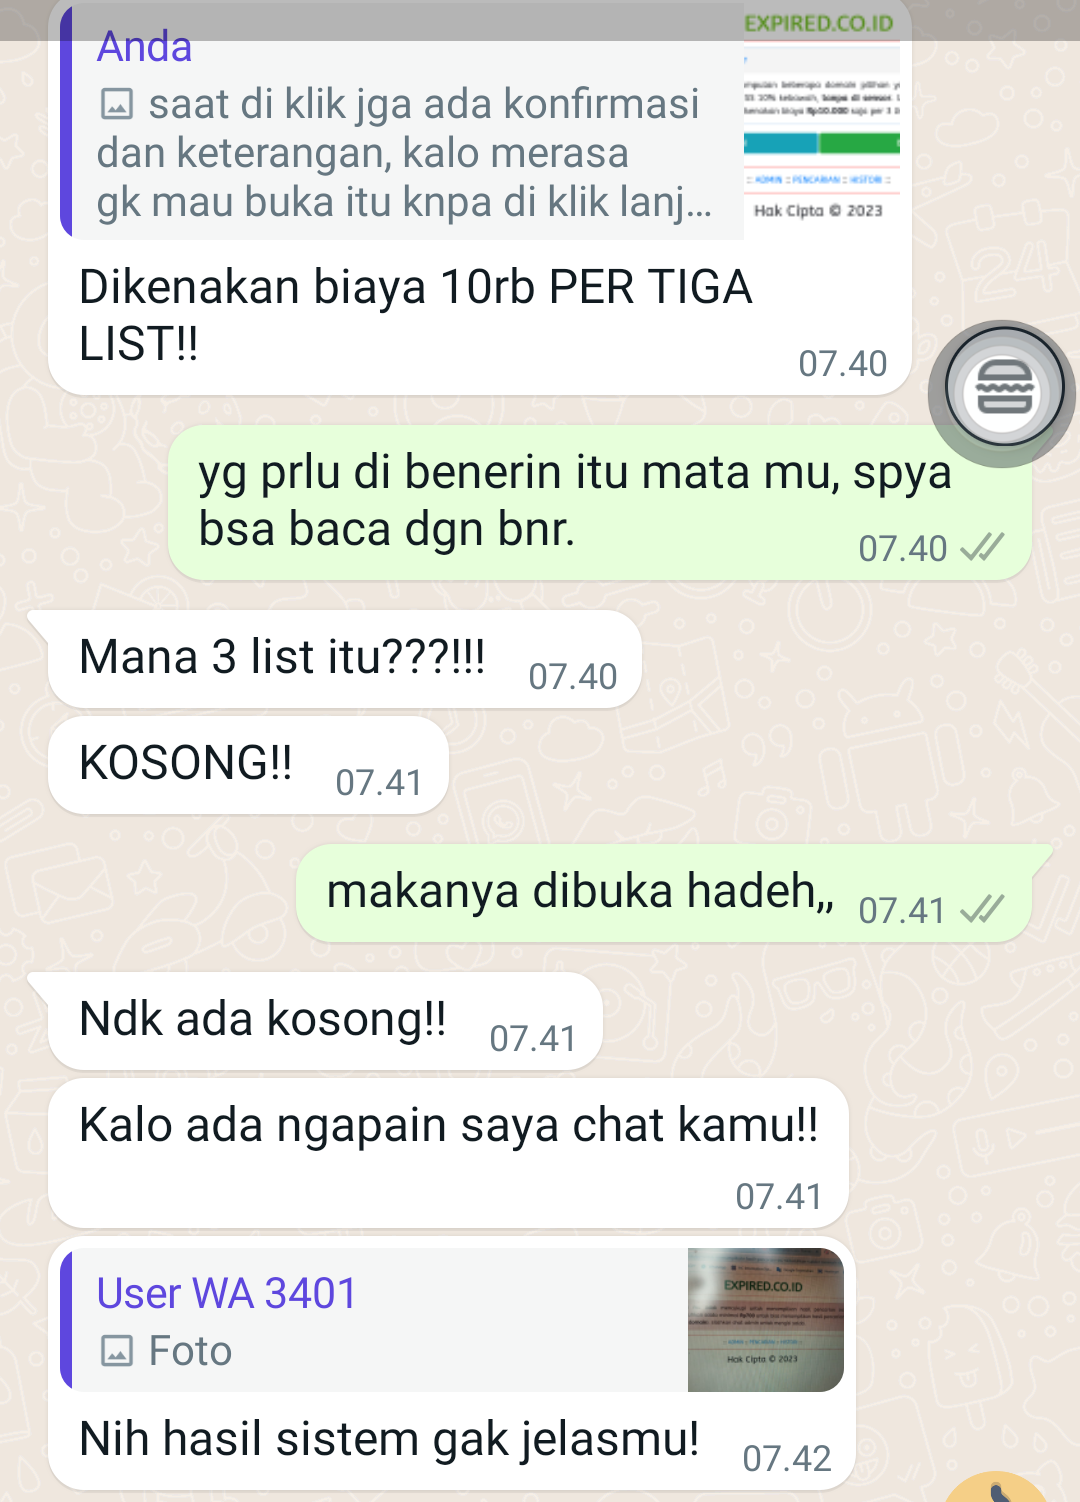 EXPIRED.CO.ID
Anda
saat di klik jga ada konfirmasi
dan keterangan, kalo merasa
gk mau buka itu knpa di klik lanj...
:: ADMIN :: PENCARIAN :: HISTORI ::
Hak Cipta © 2023
Dikenakan biaya 10rb PER TIGA
LIST!!
07.40
yg prlu di benerin itu mata mu, spya
bsa baca dgn bnr.
07.40
Mana 3 list itu???!!!
07.40
KOSONG!!
07.41
makanya dibuka hadeh,,
07.41
Ndk ada kosong!!
07.41
Kalo ada ngapain saya chat kamu!!
07.41
User WA 3401
Foto
EXPIRED.CO.ID
Hak Cipta © 2023
Nih hasil sistem gak jelasmu!
07.42